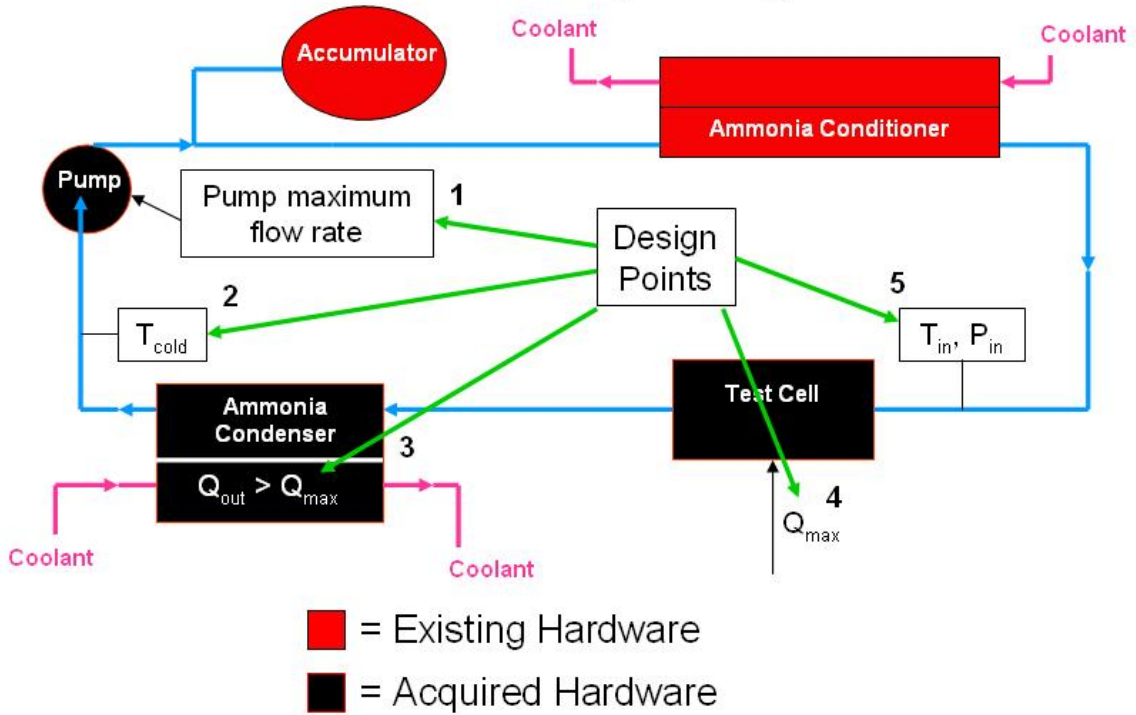 Coolant
Coolant
Accumulator
Ammonia Conditioner
Pump
Pump maximum
flow rate
1
Design
Points
2
T_cold
5
T_in, P_in
Test Cell
Ammonia
Condenser
3
Q_out > Q_max
4
Q_max
Coolant
Coolant
= Existing Hardware
= Acquired Hardware